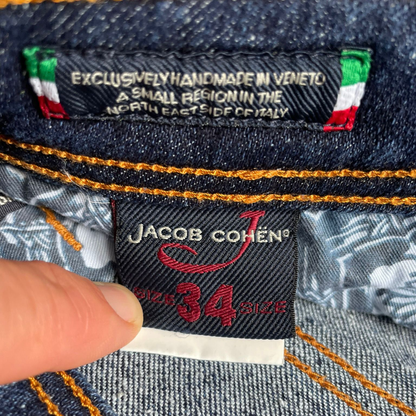 EXCLUSIVELY HANDMADE IN VENETO
A SMALL REGION IN THE
NORTH EAST SIDE OF ITALY
J
JACOB COHËN
SIZE 34 SIZE